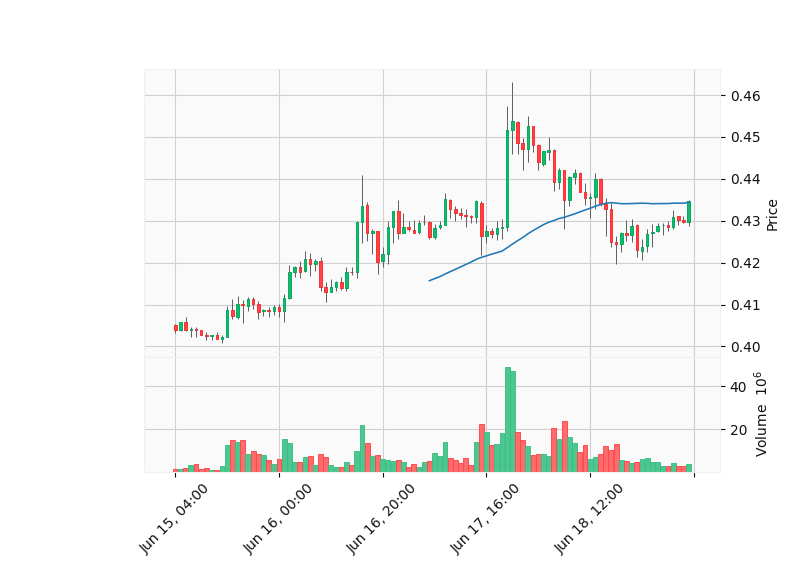 0.46
0.45
0.44
0.43
0.42
0.41
0.40
Price
40
20
Volume 10^6
Jun 15, 04:00
Jun 16, 00:00
Jun 16, 20:00
Jun 17, 16:00
Jun 18, 12:00